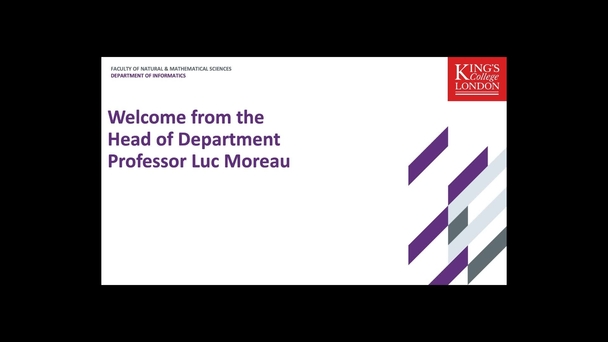 FACULTY OF NATURAL & MATHEMATICAL SCIENCES
DEPARTMENT OF INFORMATICS
KING'S
College
LONDON
Welcome from the
Head of Department
Professor Luc Moreau